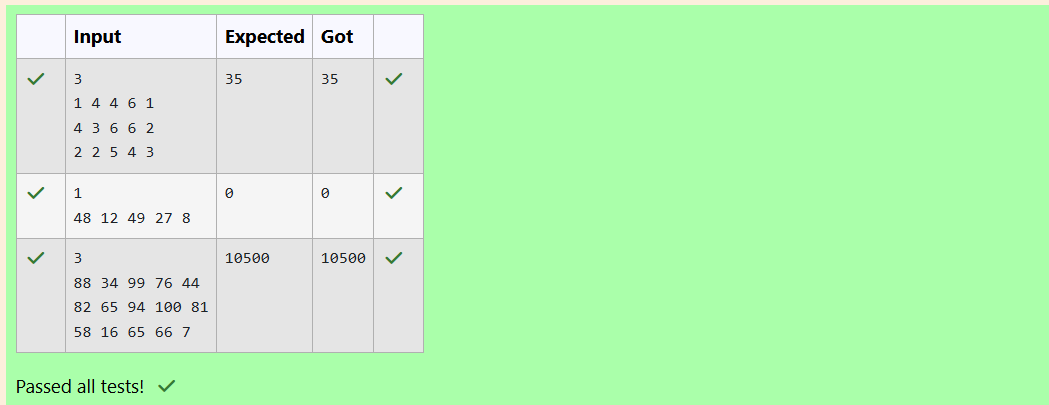 Input Expected Got
3 35 35
1 4 4 6 1
4 3 6 6 2
2 2 5 4 3
1 0 0
48 12 49 27 8
3 10500 10500
88 34 99 76 44
82 65 94 100 81
58 16 65 66 7
Passed all tests!